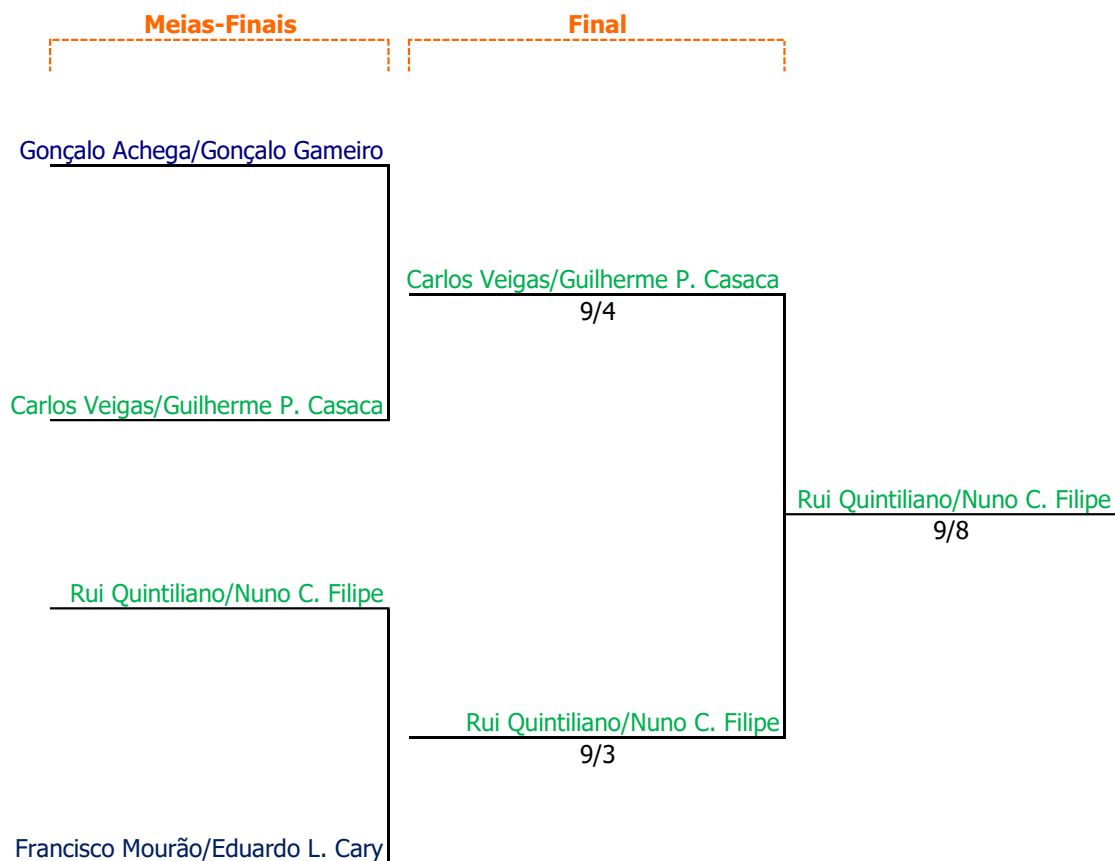 Meias-Finais
Final
Gonçalo Achega/Gonçalo Gameiro
Carlos Veigas/Guilherme P. Casaca
9/4
Carlos Veigas/Guilherme P. Casaca
Rui Quintiliano/Nuno C. Filipe
9/8
Rui Quintiliano/Nuno C. Filipe
Rui Quintiliano/Nuno C. Filipe
9/3
Francisco Mourão/Eduardo L. Cary